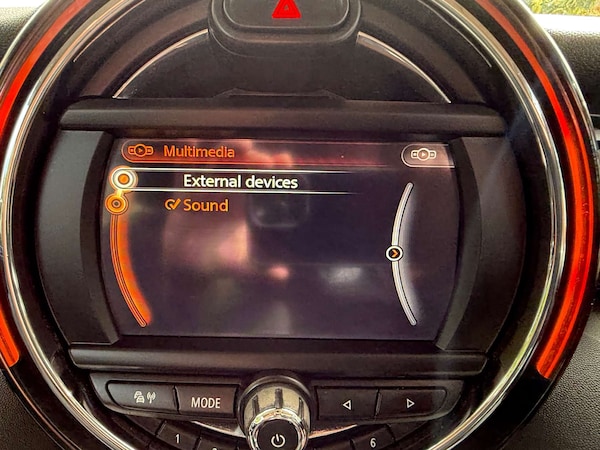 Multimedia
External devices
Sound
MODE
1
6